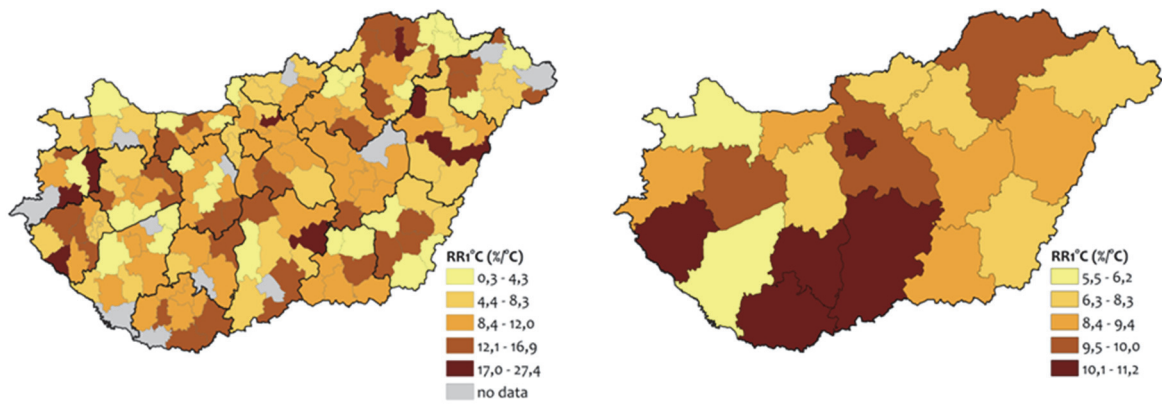 RR1°C (%/°C)
0,3 - 4,3
4,4 - 8,3
8,4 - 12,0
12,1 - 16,9
17,0 - 27,4
no data
RR1°C (%/°C)
5,5 - 6,2
6,3 - 8,3
8,4 - 9,4
9,5 - 10,0
10,1 - 11,2